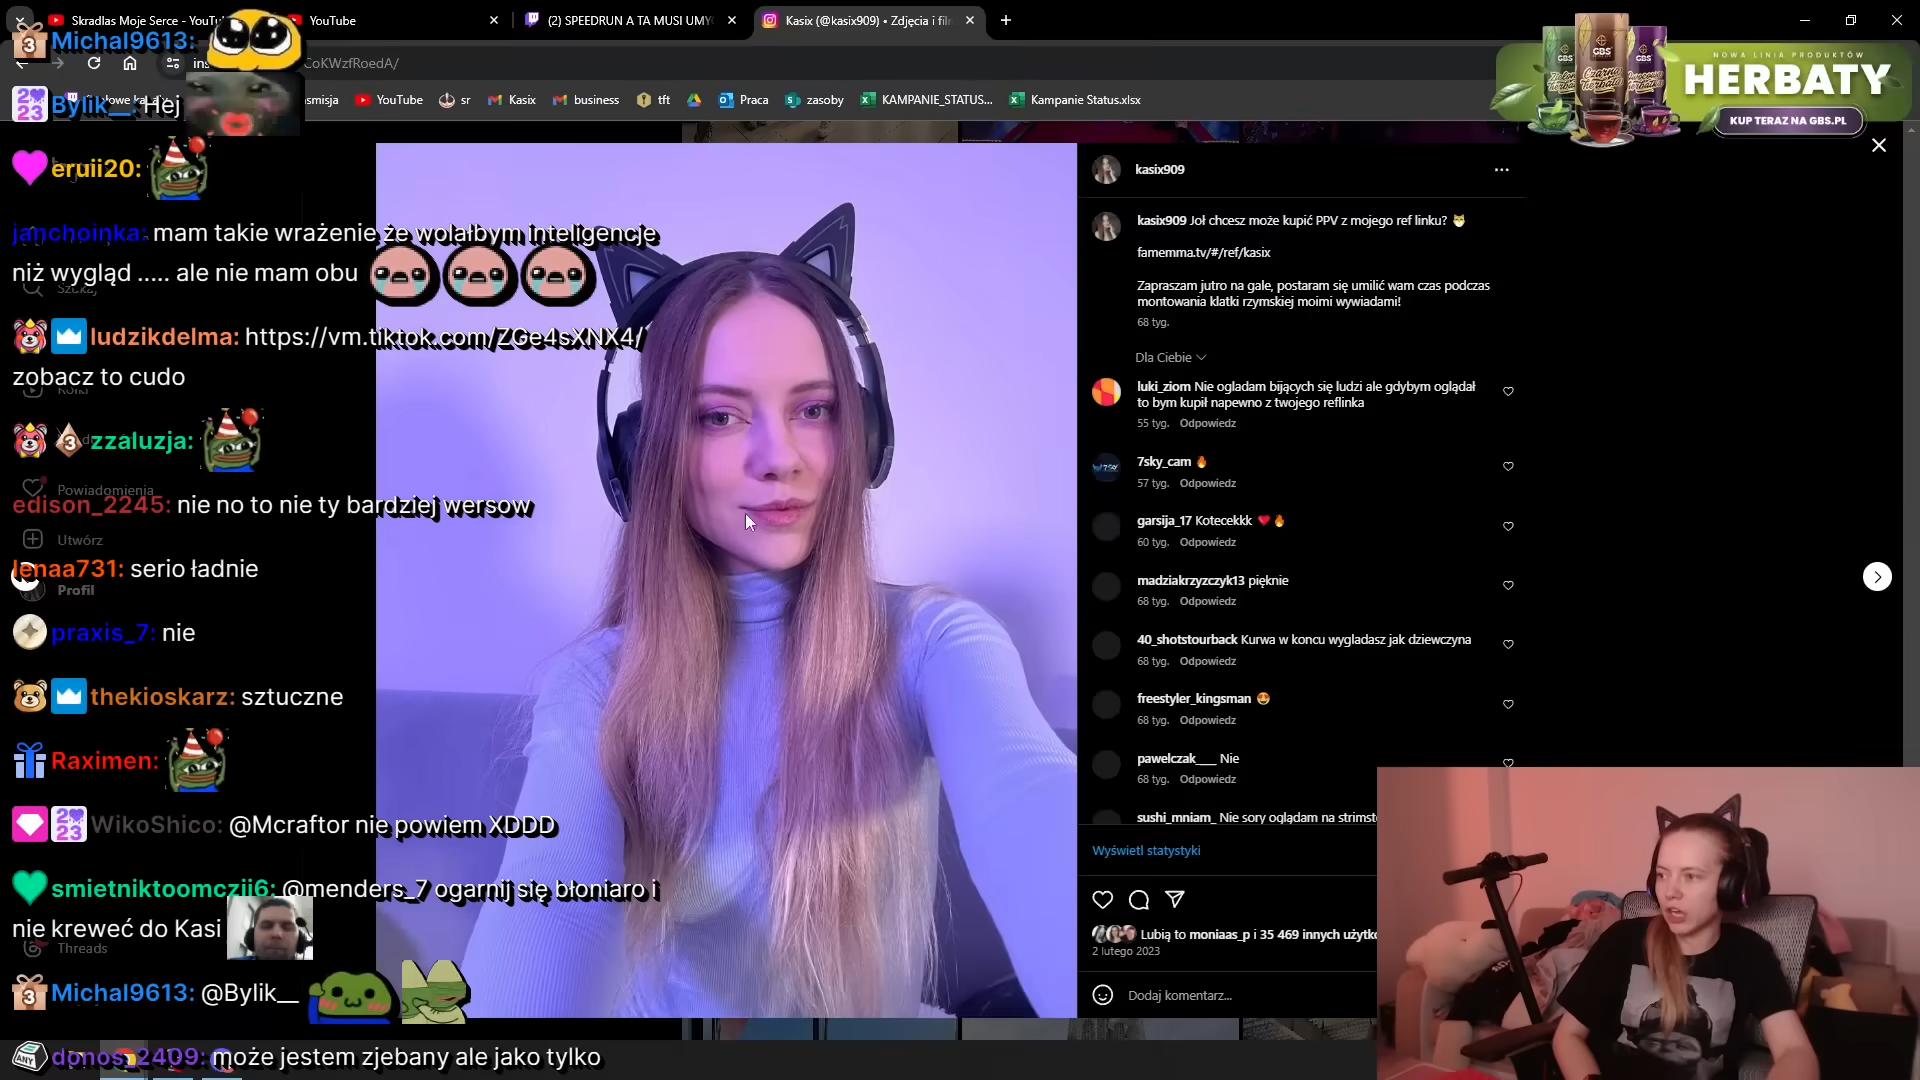 Skradlas Moje Serce - YouTu
YouTube
(2) SPEEDRUN A TA MUSI UMY
Kasix (@kasix909) • Zdjęcia i film
CoKWzfRoedA/
YouTube
sr
Kasix
business
tft
Praca
zasoby
KAMPANIE_STATUS...
Kampanie Status.xlsx
NOWA LINIA PRODUKTÓW
HERBATY
KUP TERAZ NA GBS.PL
Michal9613:
Bylik__: Hej
eruii20:
janchoinka: mam takie wrażenie że wolałbym inteligencje
niż wygląd ..... ale nie mam obu
ludzikdelma: https://vm.tiktok.com/ZGe4sXNX4/
zobacz to cudo
zzaluzja:
Powiadomienia
edison_2245: nie no to nie ty bardziej wersow
Utwórz
lenaa731: serio ładnie
Profil
praxis_7: nie
thekioskarz: sztuczne
Raximen:
WikoShico: @Mcraftor nie powiem XDDD
smietniktoomczii6: @menders_7 ogarnij się błoniaro i
nie kreweć do Kasi
Threads
Michal9613: @Bylik__
donos_2409: może jestem zjebany ale jako tylko
kasix909
kasix909 Joł chcesz może kupić PPV z mojego ref linku?
famemma.tv/#/ref/kasix
Zapraszam jutro na gale, postaram się umilić wam czas podczas
montowania klatki rzymskiej moimi wywiadami!
68 tyg.
Dla Ciebie
luki_ziom Nie ogladam bijących się ludzi ale gdybym oglądał
to bym kupił napewno z twojego reflinka
55 tyg. Odpowiedz
7sky_cam
57 tyg. Odpowiedz
garsija_17 Kotecekkk
60 tyg. Odpowiedz
madziakrzyzczyk13 pięknie
68 tyg. Odpowiedz
40_shotstourback Kurwa w koncu wygladasz jak dziewczyna
68 tyg. Odpowiedz
freestyler_kingsman
68 tyg. Odpowiedz
pawelczak___ Nie
68 tyg. Odpowiedz
sushi_mniam_ Nie sory oglądam na strimst
Wyświetl statystyki
Lubią to moniaas_p i 35 469 innych użytko
2 lutego 2023
Dodaj komentarz...